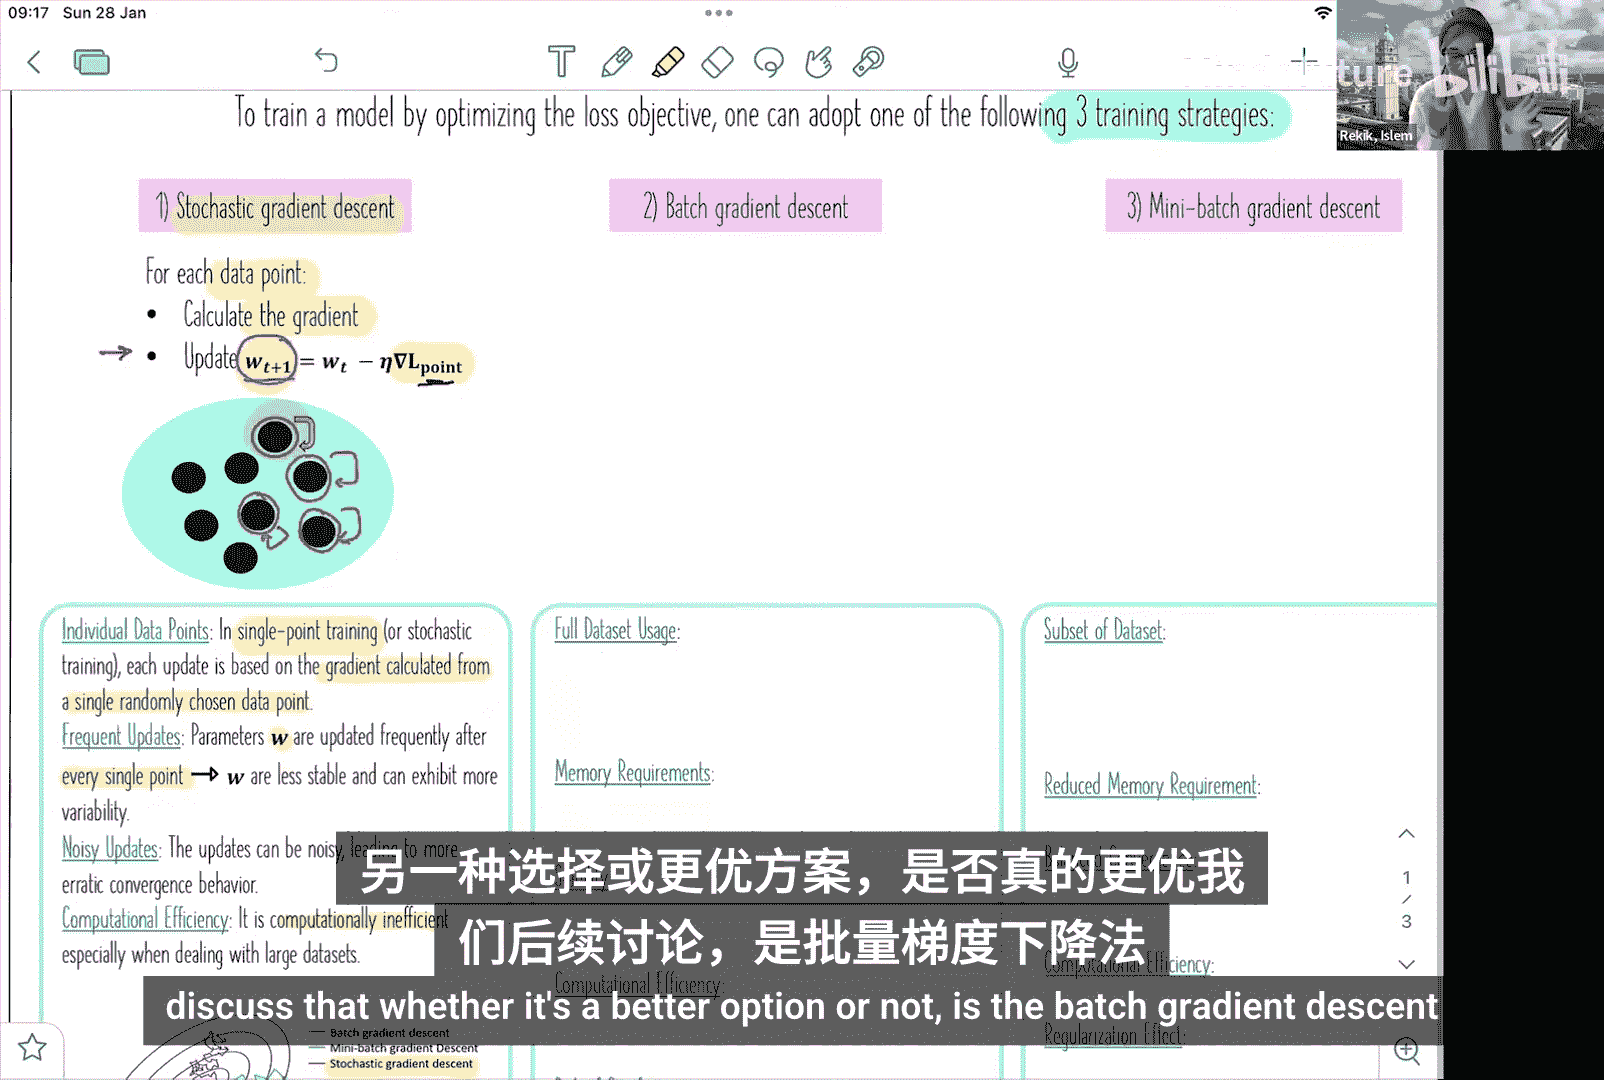 09:17 Sun 28 Jan
ture bilibili
Rekik, Islem
To train a model by optimizing the loss objective, one can adopt one of the following 3 training strategies:
1) Stochastic gradient descent
For each data point:
• Calculate the gradient
• Update w_{t+1} = w_t − η∇L_point
2) Batch gradient descent
3) Mini-batch gradient descent
Individual Data Points: In single-point training (or stochastic
training), each update is based on the gradient calculated from
a single randomly chosen data point.
Frequent Updates: Parameters w are updated frequently after
every single point → w are less stable and can exhibit more
variability.
Noisy Updates: The updates can be noisy, leading to more
erratic convergence behavior.
Computational Efficiency: It is computationally inefficient
especially when dealing with large datasets.
Batch gradient descent
Mini-batch gradient Descent
Stochastic gradient descent
Full Dataset Usage:
Memory Requirements:
Computational Efficiency:
Subset of Dataset:
Reduced Memory Requirement:
Computational Efficiency:
Regularization Effect:
1
/
3
另一种选择或更优方案，是否真的更优我
们后续讨论，是批量梯度下降法
discuss that whether it's a better option or not, is the batch gradient descent